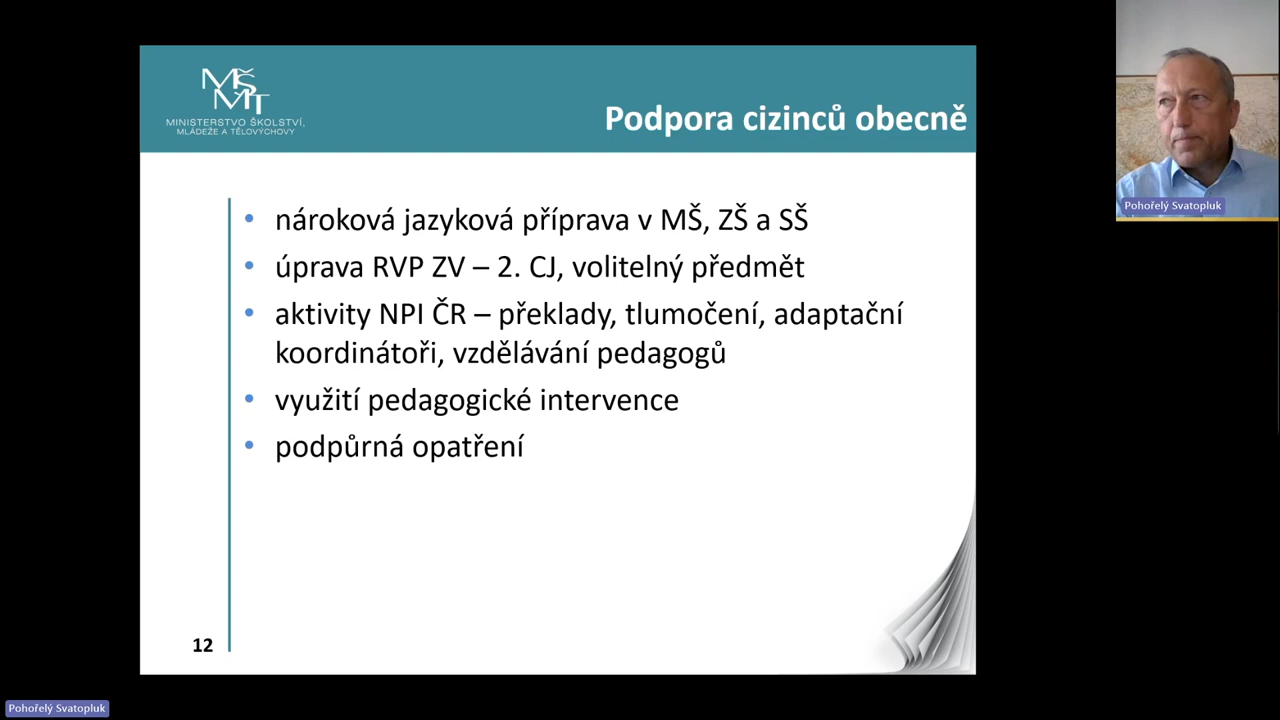 MŠMT
MINISTERSTVO ŠKOLSTVÍ,
MLÁDEŽE A TĚLOVÝCHOVY
Podpora cizinců obecně
• nároková jazyková příprava v MŠ, ZŠ a SŠ
• úprava RVP ZV – 2. CJ, volitelný předmět
• aktivity NPI ČR – překlady, tlumočení, adaptační
koordinátoři, vzdělávání pedagogů
• využití pedagogické intervence
• podpůrná opatření
12
Pohořelý Svatopluk
Pohořelý Svatopluk